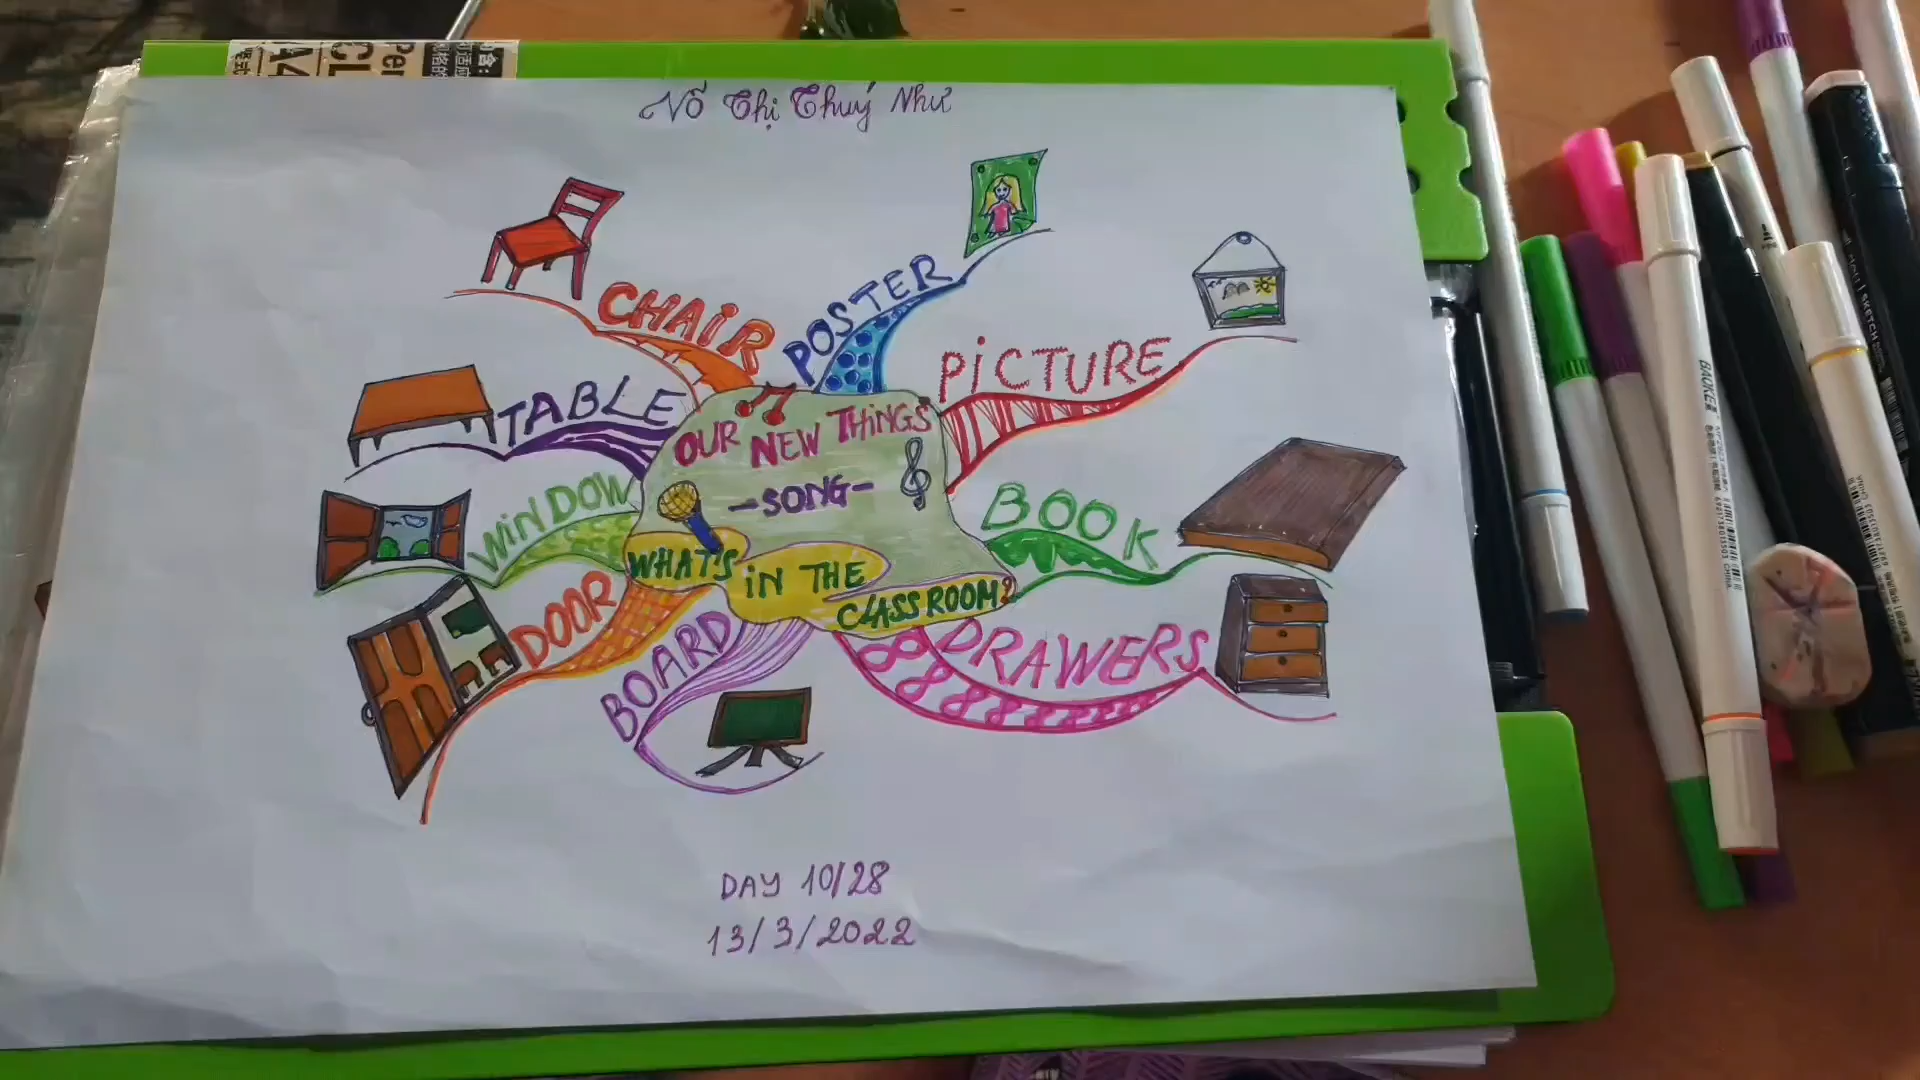 Võ Thị Thuý Như
CHAiR
POSTER
PiCTURE
TABLE
OUR NEW THiNGS
-SONG-
WiNDOW
BOOK
WHAT'S iN THE
CLASSROOM?
DOOR
BOARD
DRAWERS
DAY 10/28
13/3/2022
A4